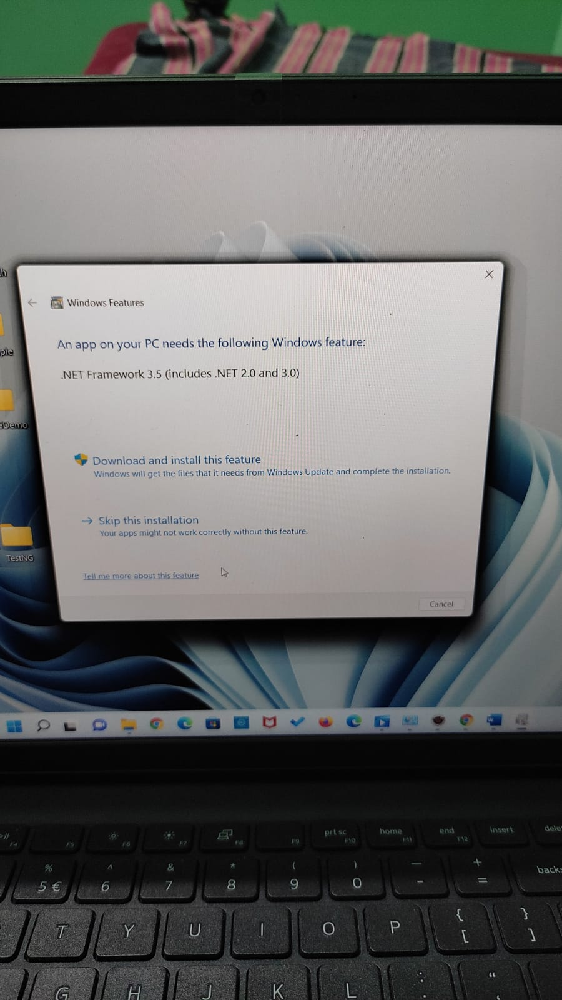 Windows Features
An app on your PC needs the following Windows feature:
.NET Framework 3.5 (includes .NET 2.0 and 3.0)
Download and install this feature
Windows will get the files that it needs from Windows Update and complete the installation.
Skip this installation
Your apps might not work correctly without this feature.
Tell me more about this feature
Cancel
TestNG
prt sc
home
end
insert
dele
F4
F5
F6
F7
F8
F9
F10
F11
F12
% ^ & * ( ) — +
5 € 6 7 8 9 0 - =
back
T Y U I O P { [ } ]
G H J K L : “